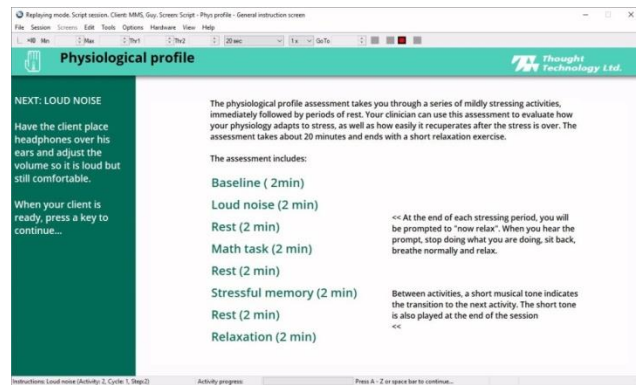 Replaying mode. Script session. Client: MMS, Guy. Screen: Script - Phys profile - General instruction screen
File Session Screens Edit Tools Options Hardware View Help
Min Max Thr1 Thr2 20 sec 1 x GoTo
Physiological profile
Thought
Technology Ltd.
NEXT: LOUD NOISE
Have the client place
headphones over his
ears and adjust the
volume so it is loud but
still comfortable.
When your client is
ready, press a key to
continue...
The physiological profile assessment takes you through a series of mildly stressing activities,
immediately followed by periods of rest. Your clinician can use this assessment to evaluate how
your physiology adapts to stress, as well as how easily it recuperates after the stress is over. The
assessment takes about 20 minutes and ends with a short relaxation exercise.
The assessment includes:
Baseline ( 2min)
Loud noise (2 min)
Rest (2 min)
Math task (2 min)
Rest (2 min)
Stressful memory (2 min)
Rest (2 min)
Relaxation (2 min)
<< At the end of each stressing period, you will
be prompted to "now relax". When you hear the
prompt, stop doing what you are doing, sit back,
breathe normally and relax.
Between activities, a short musical tone indicates
the transition to the next activity. The short tone
is also played at the end of the session
<<
Instructions: Loud noise (Activity: 2, Cycle: 1, Step:2) Activity progress: Press A - Z or space bar to continue...